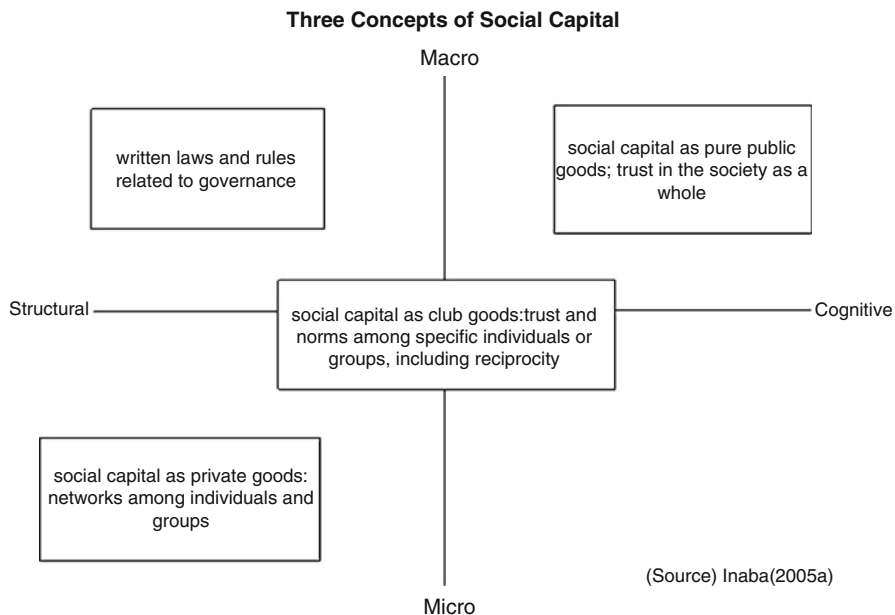 Three Concepts of Social Capital
Macro
written laws and rules
related to governance
social capital as pure public
goods; trust in the society as a
whole
Structural
social capital as club goods:trust and
norms among specific individuals or
groups, including reciprocity
Cognitive
social capital as private goods:
networks among individuals and
groups
(Source) Inaba(2005a)
Micro